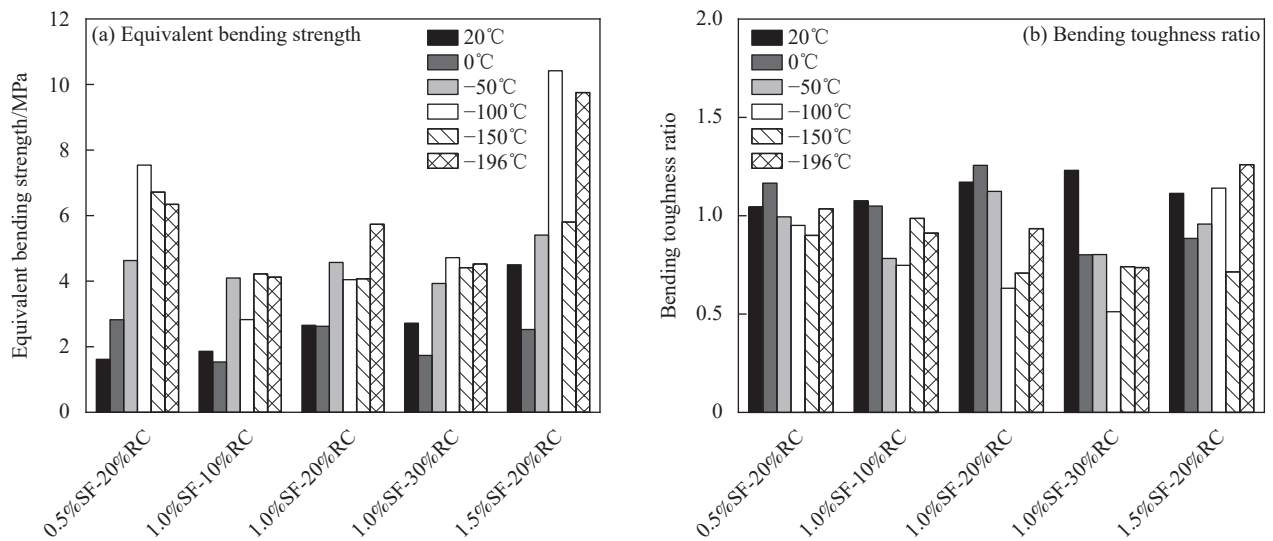 12
10
8
6
4
2
0
Equivalent bending strength/MPa
(a) Equivalent bending strength
20℃
0℃
−50℃
−100℃
−150℃
−196℃
0.5%SF-20%RC
1.0%SF-10%RC
1.0%SF-20%RC
1.0%SF-30%RC
1.5%SF-20%RC
2.0
1.5
1.0
0.5
0
Bending toughness ratio
(b) Bending toughness ratio
20℃
0℃
−50℃
−100℃
−150℃
−196℃
0.5%SF-20%RC
1.0%SF-10%RC
1.0%SF-20%RC
1.0%SF-30%RC
1.5%SF-20%RC